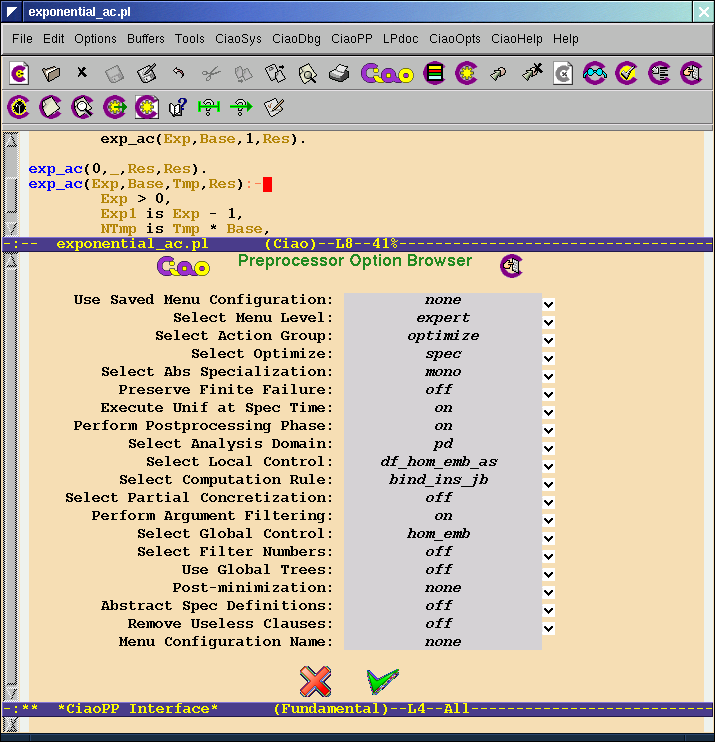 exponential_ac.pl
File Edit Options Buffers Tools CiaoSys CiaoDbg CiaoPP LPdoc CiaoOpts CiaoHelp Help
Ciao
exp_ac(Exp,Base,1,Res).
exp_ac(0,_,Res,Res).
exp_ac(Exp,Base,Tmp,Res):-
Exp > 0,
Exp1 is Exp - 1,
NTmp is Tmp * Base,
-:-- exponential_ac.pl (Ciao)--L8--41%-----------------------------------
Ciao Preprocessor Option Browser
Use Saved Menu Configuration: none
Select Menu Level: expert
Select Action Group: optimize
Select Optimize: spec
Select Abs Specialization: mono
Preserve Finite Failure: off
Execute Unif at Spec Time: on
Perform Postprocessing Phase: on
Select Analysis Domain: pd
Select Local Control: df_hom_emb_as
Select Computation Rule: bind_ins_jb
Select Partial Concretization: off
Perform Argument Filtering: on
Select Global Control: hom_emb
Select Filter Numbers: off
Use Global Trees: off
Post-minimization: none
Abstract Spec Definitions: off
Remove Useless Clauses: off
Menu Configuration Name: none
-:** *CiaoPP Interface* (Fundamental)--L4--All---------------------------